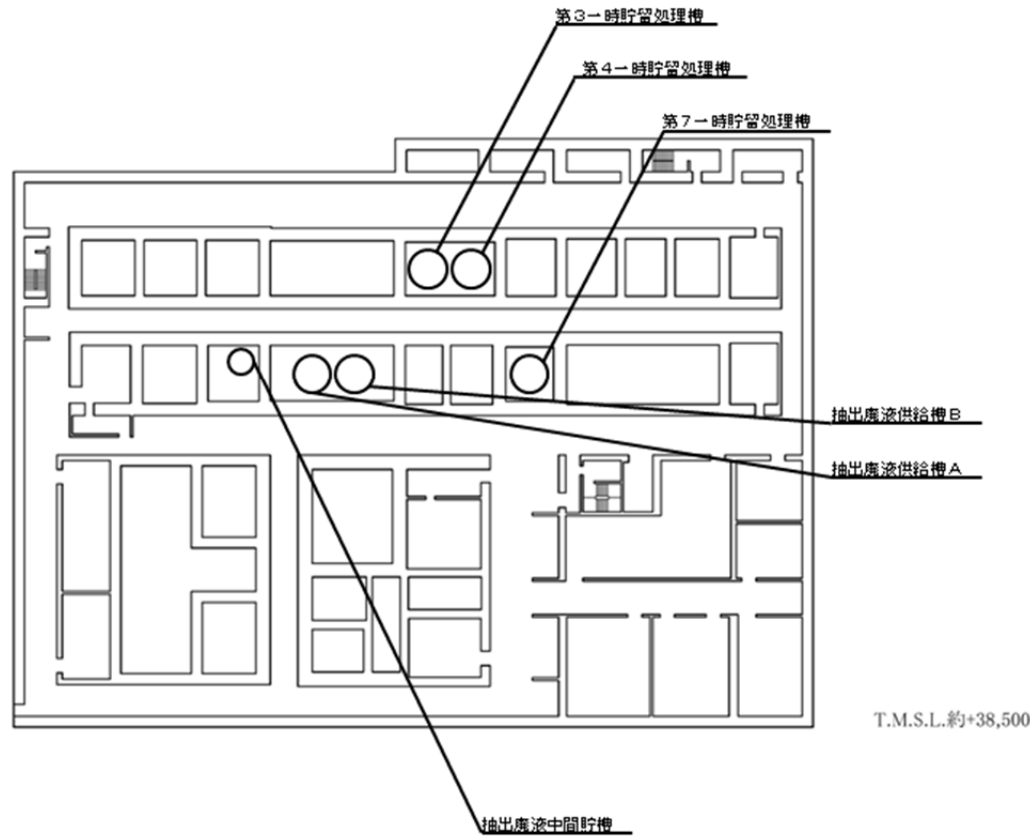 第3一時貯留処理槽
第4一時貯留処理槽
第7一時貯留処理槽
抽出廃液供給槽B
抽出廃液供給槽A
T.M.S.L.約+38,500
抽出廃液中間貯槽